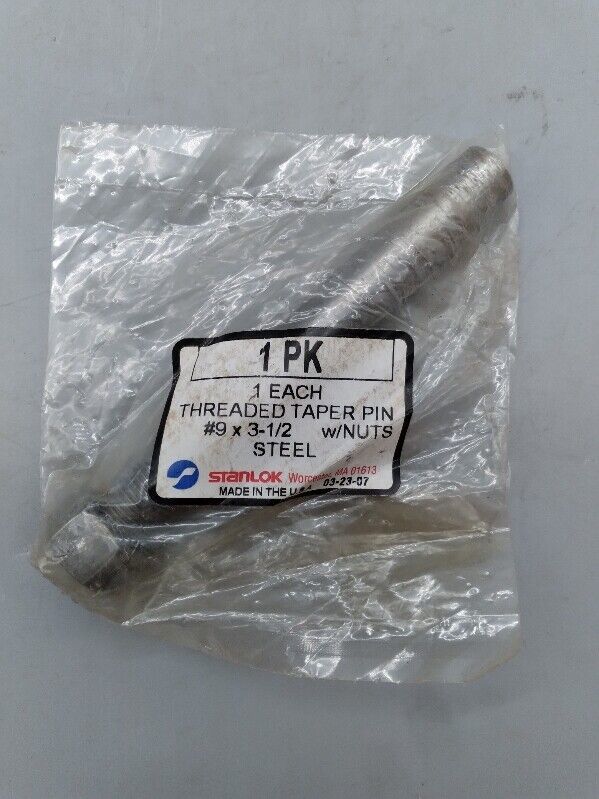 1 PK
1 EACH
THREADED TAPER PIN
#9 x 3-1/2 w/NUTS
STEEL
STANLOK Worcester, MA 01613
MADE IN THE U.S.A. 03-23-07